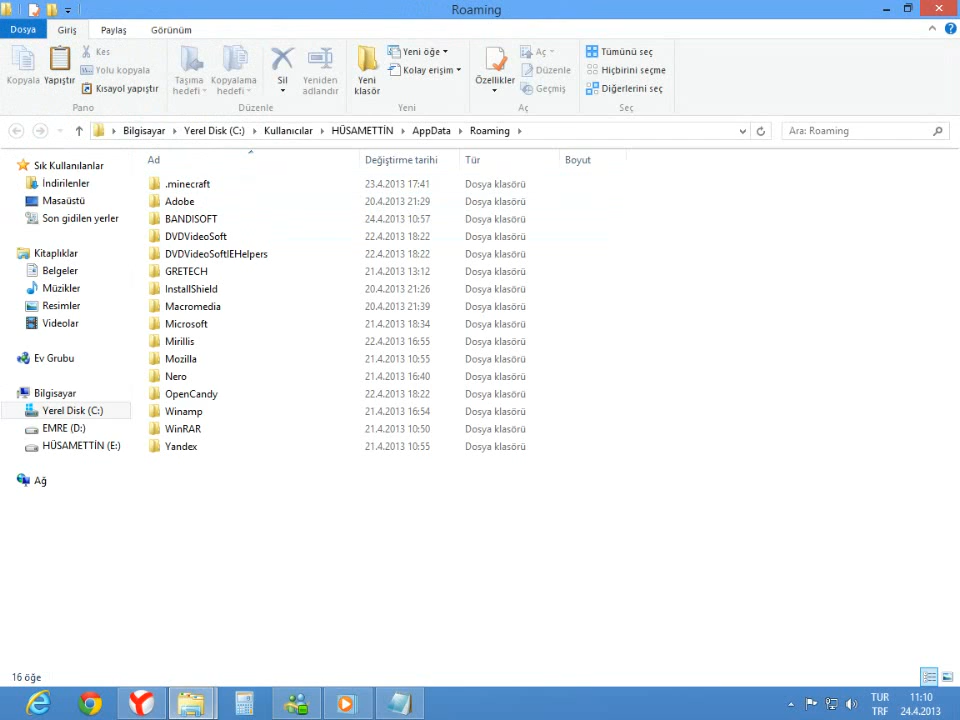 Roaming
Dosya Giriş Paylaş Görünüm
Kopyala Yapıştır Kes
Yolu kopyala
Kısayol yapıştır
Pano
Taşıma hedefi Kopyalama hedefi Sil Yeniden adlandır
Düzenle
Yeni klasör Yeni öğe
Kolay erişim
Yeni
Özellikler Aç
Düzenle
Geçmiş
Aç
Tümünü seç
Hiçbirini seçme
Diğerlerini seç
Seç
Bilgisayar Yerel Disk (C:) Kullanıcılar HÜSAMETTİN AppData Roaming
Ara: Roaming
Sık Kullanılanlar
İndirilenler
Masaüstü
Son gidilen yerler
Kitaplıklar
Belgeler
Müzikler
Resimler
Videolar
Ev Grubu
Bilgisayar
Yerel Disk (C:)
EMRE (D:)
HÜSAMETTİN (E:)
Ağ
Ad Değiştirme tarihi Tür Boyut
.minecraft 23.4.2013 17:41 Dosya klasörü
Adobe 20.4.2013 21:29 Dosya klasörü
BANDISOFT 24.4.2013 10:57 Dosya klasörü
DVDVideoSoft 22.4.2013 18:22 Dosya klasörü
DVDVideoSoftIEHelpers 22.4.2013 18:22 Dosya klasörü
GRETECH 21.4.2013 13:12 Dosya klasörü
InstallShield 20.4.2013 21:26 Dosya klasörü
Macromedia 20.4.2013 21:39 Dosya klasörü
Microsoft 21.4.2013 18:34 Dosya klasörü
Mirillis 22.4.2013 16:55 Dosya klasörü
Mozilla 21.4.2013 10:55 Dosya klasörü
Nero 21.4.2013 16:40 Dosya klasörü
OpenCandy 22.4.2013 18:22 Dosya klasörü
Winamp 21.4.2013 16:54 Dosya klasörü
WinRAR 21.4.2013 10:50 Dosya klasörü
Yandex 21.4.2013 10:55 Dosya klasörü
16 öğe
TUR 11:10
TRF 24.4.2013